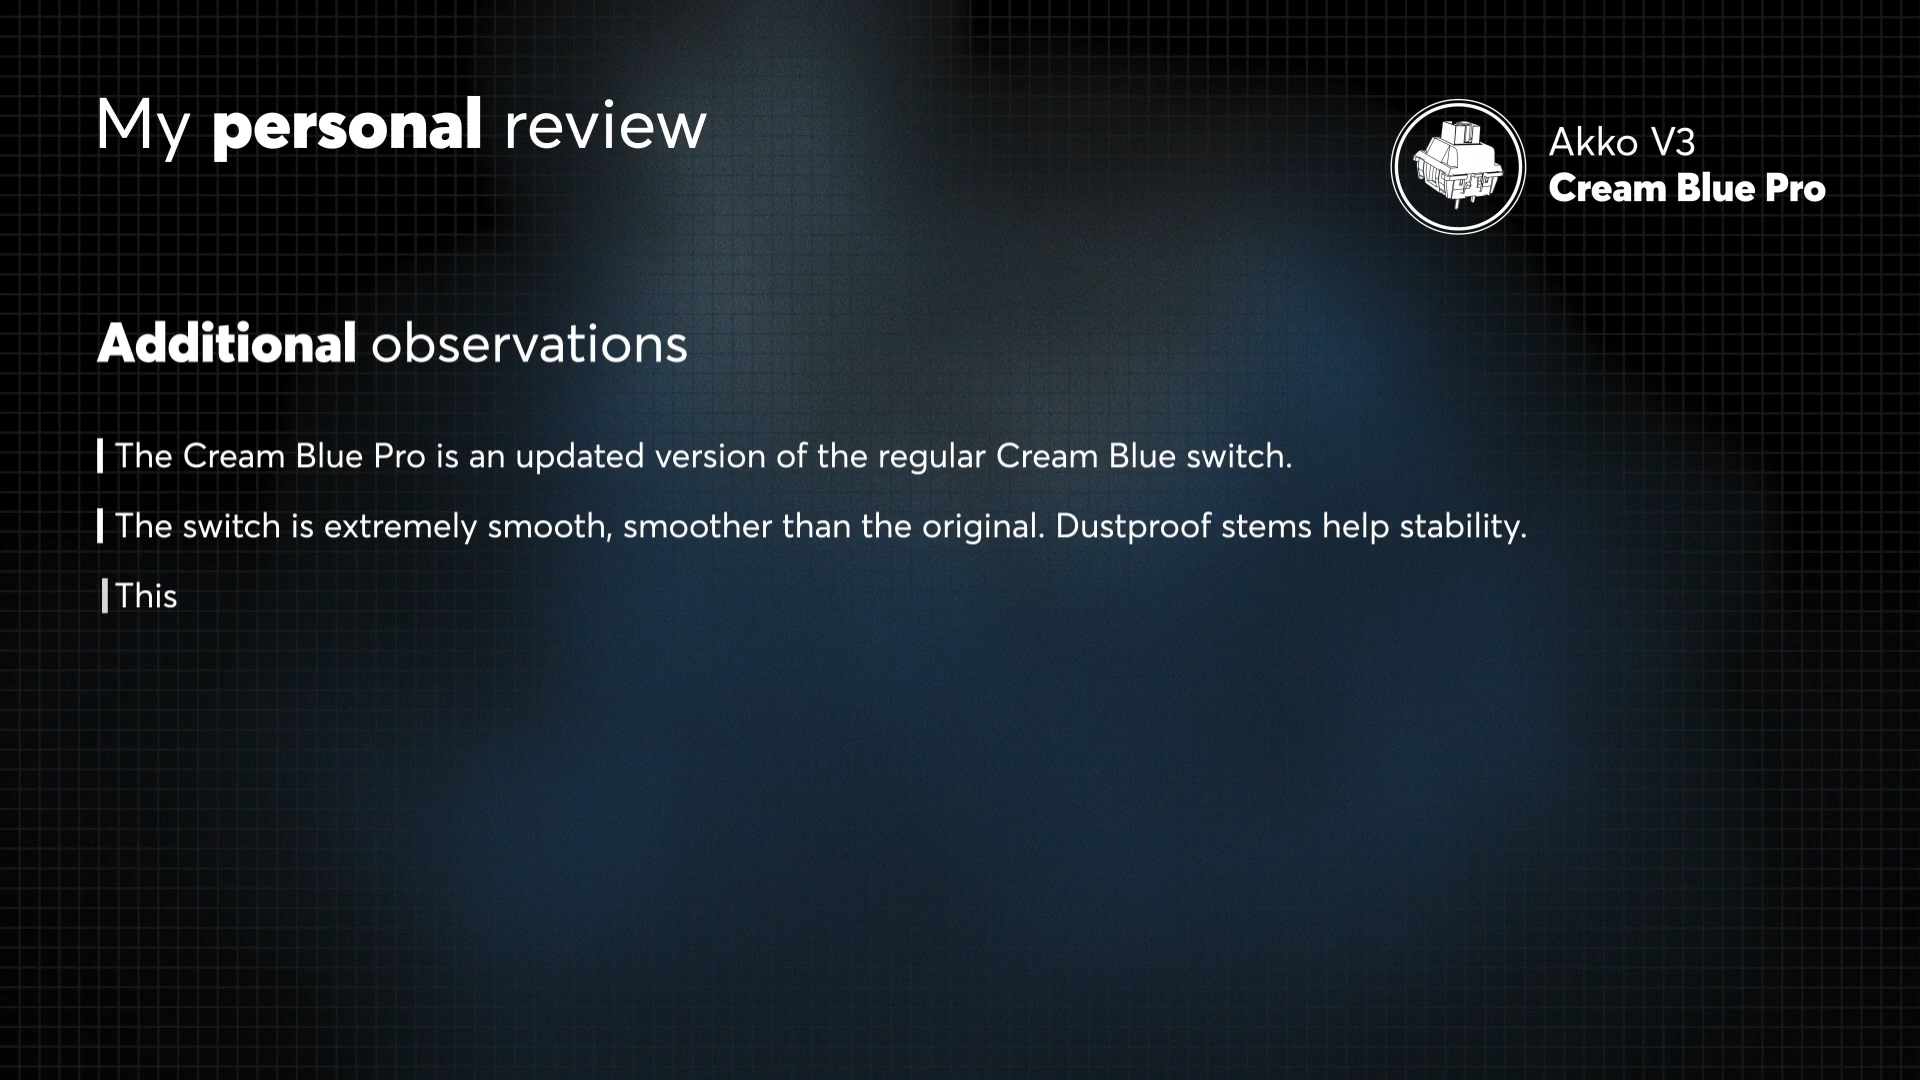 My personal review
Akko V3
Cream Blue Pro
Additional observations
The Cream Blue Pro is an updated version of the regular Cream Blue switch.
The switch is extremely smooth, smoother than the original. Dustproof stems help stability.
This